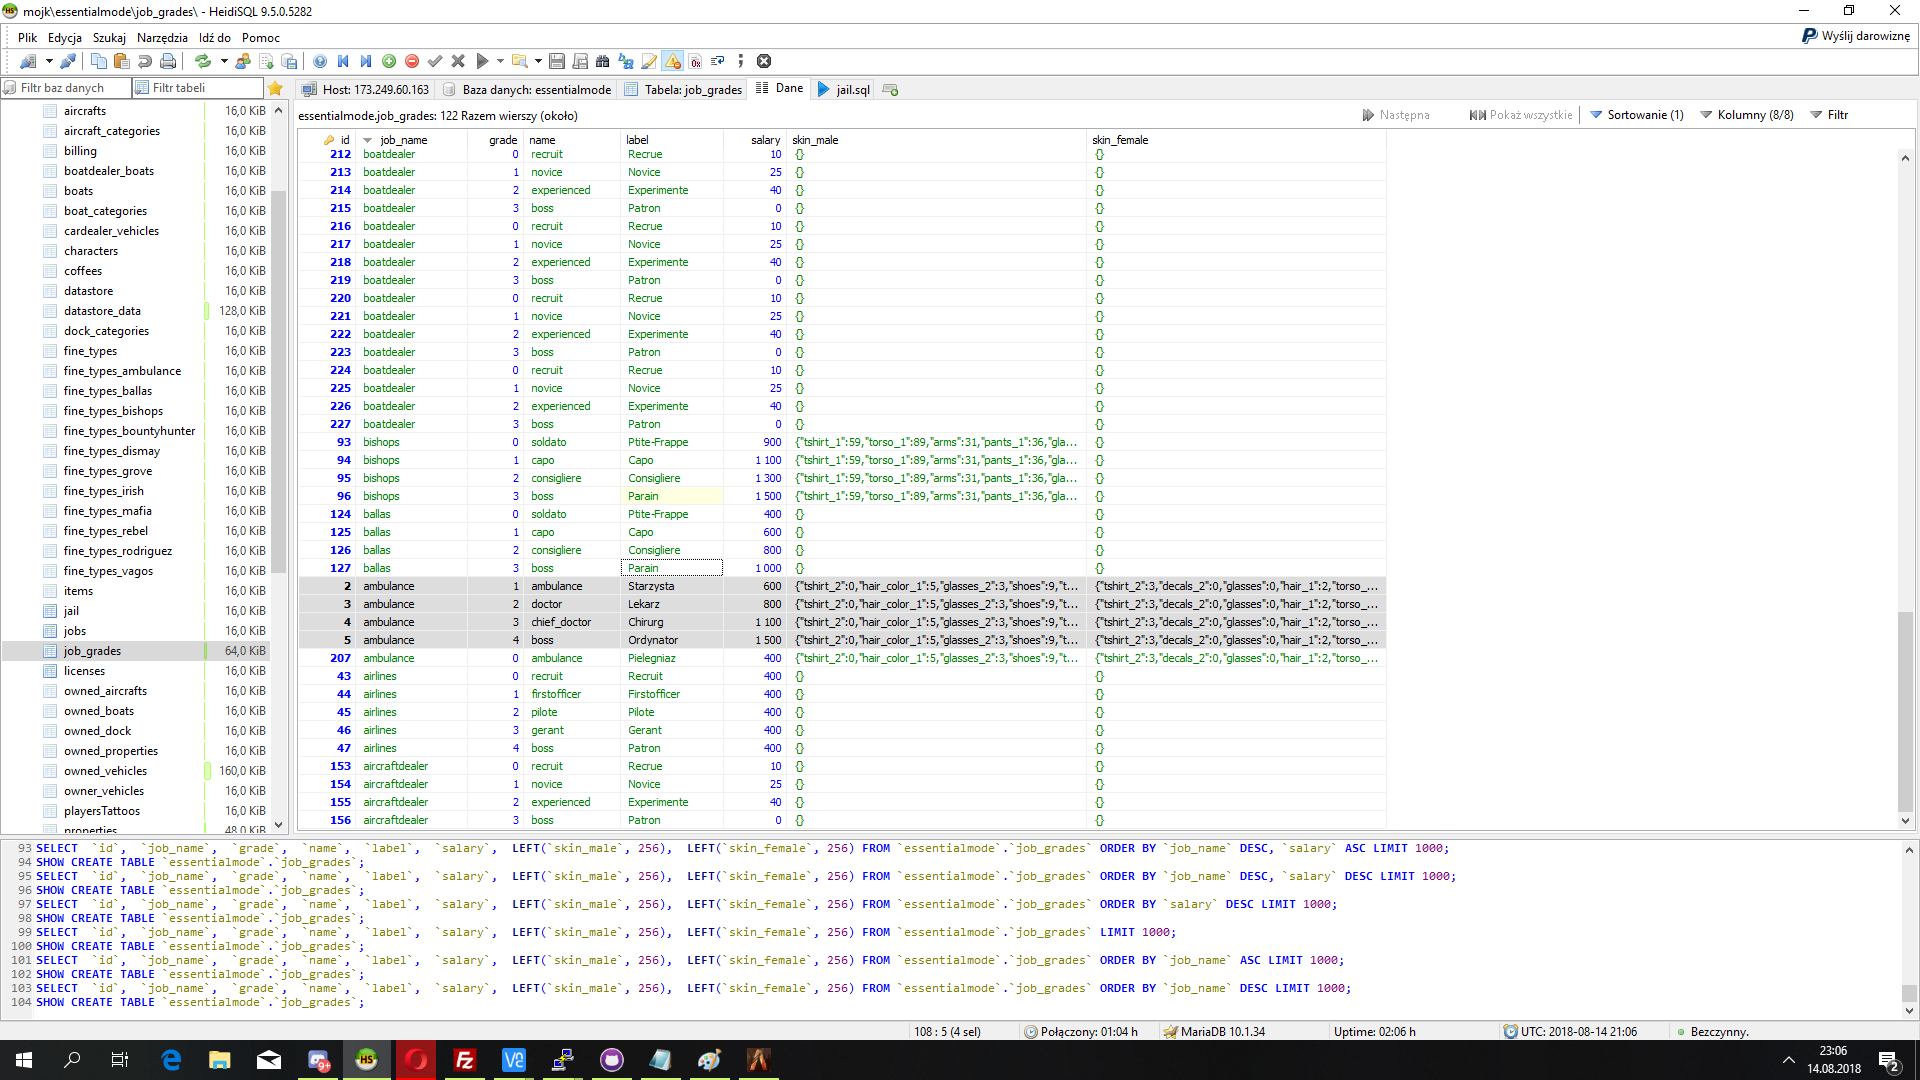 mojk\essentialmode\job_grades\ - HeidiSQL 9.5.0.5282
Plik Edycja Szukaj Narzędzia Idź do Pomoc
Wyślij darowiznę
Filtr baz danych Filtr tabeli
Host: 173.249.60.163 Baza danych: essentialmode Tabela: job_grades Dane jail.sql
essentialmode.job_grades: 122 Razem wierszy (około)
Następna Pokaż wszystkie Sortowanie (1) Kolumny (8/8) Filtr
aircrafts 16,0 KiB
aircraft_categories 16,0 KiB
billing 16,0 KiB
boatdealer_boats 16,0 KiB
boats 16,0 KiB
boat_categories 16,0 KiB
cardealer_vehicles 16,0 KiB
characters 16,0 KiB
coffees 16,0 KiB
datastore 16,0 KiB
datastore_data 128,0 KiB
dock_categories 16,0 KiB
fine_types 16,0 KiB
fine_types_ambulance 16,0 KiB
fine_types_ballas 16,0 KiB
fine_types_bishops 16,0 KiB
fine_types_bountyhunter 16,0 KiB
fine_types_dismay 16,0 KiB
fine_types_grove 16,0 KiB
fine_types_irish 16,0 KiB
fine_types_mafia 16,0 KiB
fine_types_rebel 16,0 KiB
fine_types_rodriguez 16,0 KiB
fine_types_vagos 16,0 KiB
items 16,0 KiB
jail 16,0 KiB
jobs 16,0 KiB
job_grades 64,0 KiB
licenses 16,0 KiB
owned_aircrafts 16,0 KiB
owned_boats 16,0 KiB
owned_dock 16,0 KiB
owned_properties 16,0 KiB
owned_vehicles 160,0 KiB
owner_vehicles 16,0 KiB
playersTattoos 16,0 KiB
properties 48,0 KiB
id job_name grade name label salary skin_male skin_female
212 boatdealer 0 recruit Recrue 10 {} {}
213 boatdealer 1 novice Novice 25 {} {}
214 boatdealer 2 experienced Experimente 40 {} {}
215 boatdealer 3 boss Patron 0 {} {}
216 boatdealer 0 recruit Recrue 10 {} {}
217 boatdealer 1 novice Novice 25 {} {}
218 boatdealer 2 experienced Experimente 40 {} {}
219 boatdealer 3 boss Patron 0 {} {}
220 boatdealer 0 recruit Recrue 10 {} {}
221 boatdealer 1 novice Novice 25 {} {}
222 boatdealer 2 experienced Experimente 40 {} {}
223 boatdealer 3 boss Patron 0 {} {}
224 boatdealer 0 recruit Recrue 10 {} {}
225 boatdealer 1 novice Novice 25 {} {}
226 boatdealer 2 experienced Experimente 40 {} {}
227 boatdealer 3 boss Patron 0 {} {}
93 bishops 0 soldato Ptite-Frappe 900 {"tshirt_1":59,"torso_1":89,"arms":31,"pants_1":36,"gla... {}
94 bishops 1 capo Capo 1 100 {"tshirt_1":59,"torso_1":89,"arms":31,"pants_1":36,"gla... {}
95 bishops 2 consigliere Consigliere 1 300 {"tshirt_1":59,"torso_1":89,"arms":31,"pants_1":36,"gla... {}
96 bishops 3 boss Parain 1 500 {"tshirt_1":59,"torso_1":89,"arms":31,"pants_1":36,"gla... {}
124 ballas 0 soldato Ptite-Frappe 400 {} {}
125 ballas 1 capo Capo 600 {} {}
126 ballas 2 consigliere Consigliere 800 {} {}
127 ballas 3 boss Parain 1 000 {} {}
2 ambulance 1 ambulance Starzysta 600 {"tshirt_2":0,"hair_color_1":5,"glasses_2":3,"shoes":9,"t... {"tshirt_2":3,"decals_2":0,"glasses":0,"hair_1":2,"torso_...
3 ambulance 2 doctor Lekarz 800 {"tshirt_2":0,"hair_color_1":5,"glasses_2":3,"shoes":9,"t... {"tshirt_2":3,"decals_2":0,"glasses":0,"hair_1":2,"torso_...
4 ambulance 3 chief_doctor Chirurg 1 100 {"tshirt_2":0,"hair_color_1":5,"glasses_2":3,"shoes":9,"t... {"tshirt_2":3,"decals_2":0,"glasses":0,"hair_1":2,"torso_...
5 ambulance 4 boss Ordynator 1 500 {"tshirt_2":0,"hair_color_1":5,"glasses_2":3,"shoes":9,"t... {"tshirt_2":3,"decals_2":0,"glasses":0,"hair_1":2,"torso_...
207 ambulance 0 ambulance Pielegniaz 400 {"tshirt_2":0,"hair_color_1":5,"glasses_2":3,"shoes":9,"t... {"tshirt_2":3,"decals_2":0,"glasses":0,"hair_1":2,"torso_...
43 airlines 0 recruit Recruit 400 {} {}
44 airlines 1 firstofficer Firstofficer 400 {} {}
45 airlines 2 pilote Pilote 400 {} {}
46 airlines 3 gerant Gerant 400 {} {}
47 airlines 4 boss Patron 400 {} {}
153 aircraftdealer 0 recruit Recrue 10 {} {}
154 aircraftdealer 1 novice Novice 25 {} {}
155 aircraftdealer 2 experienced Experimente 40 {} {}
156 aircraftdealer 3 boss Patron 0 {} {}
93 SELECT `id`, `job_name`, `grade`, `name`, `label`, `salary`, LEFT(`skin_male`, 256), LEFT(`skin_female`, 256) FROM `essentialmode`.`job_grades` ORDER BY `job_name` DESC, `salary` ASC LIMIT 1000;
94 SHOW CREATE TABLE `essentialmode`.`job_grades`;
95 SELECT `id`, `job_name`, `grade`, `name`, `label`, `salary`, LEFT(`skin_male`, 256), LEFT(`skin_female`, 256) FROM `essentialmode`.`job_grades` ORDER BY `job_name` DESC, `salary` DESC LIMIT 1000;
96 SHOW CREATE TABLE `essentialmode`.`job_grades`;
97 SELECT `id`, `job_name`, `grade`, `name`, `label`, `salary`, LEFT(`skin_male`, 256), LEFT(`skin_female`, 256) FROM `essentialmode`.`job_grades` ORDER BY `salary` DESC LIMIT 1000;
98 SHOW CREATE TABLE `essentialmode`.`job_grades`;
99 SELECT `id`, `job_name`, `grade`, `name`, `label`, `salary`, LEFT(`skin_male`, 256), LEFT(`skin_female`, 256) FROM `essentialmode`.`job_grades` LIMIT 1000;
100 SHOW CREATE TABLE `essentialmode`.`job_grades`;
101 SELECT `id`, `job_name`, `grade`, `name`, `label`, `salary`, LEFT(`skin_male`, 256), LEFT(`skin_female`, 256) FROM `essentialmode`.`job_grades` ORDER BY `job_name` ASC LIMIT 1000;
102 SHOW CREATE TABLE `essentialmode`.`job_grades`;
103 SELECT `id`, `job_name`, `grade`, `name`, `label`, `salary`, LEFT(`skin_male`, 256), LEFT(`skin_female`, 256) FROM `essentialmode`.`job_grades` ORDER BY `job_name` DESC LIMIT 1000;
104 SHOW CREATE TABLE `essentialmode`.`job_grades`;
108 : 5 (4 sel) Połączony: 01:04 h MariaDB 10.1.34 Uptime: 02:06 h UTC: 2018-08-14 21:06 Bezczynny.
23:06
14.08.2018
2